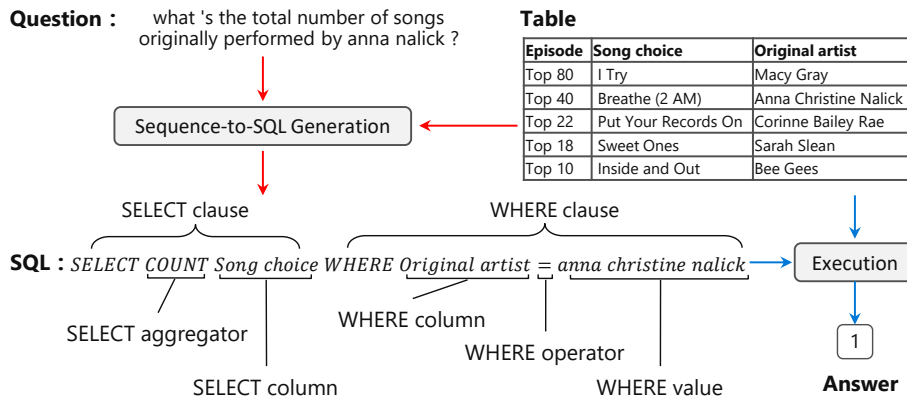 Question :
what 's the total number of songs
originally performed by anna nalick ?
Table
Episode Song choice Original artist
Top 80 I Try Macy Gray
Top 40 Breathe (2 AM) Anna Christine Nalick
Top 22 Put Your Records On Corinne Bailey Rae
Top 18 Sweet Ones Sarah Slean
Top 10 Inside and Out Bee Gees
Sequence-to-SQL Generation
SELECT clause
WHERE clause
SQL : SELECT COUNT Song choice WHERE Original artist = anna christine nalick
Execution
SELECT aggregator
WHERE column
WHERE operator
SELECT column
WHERE value
1
Answer